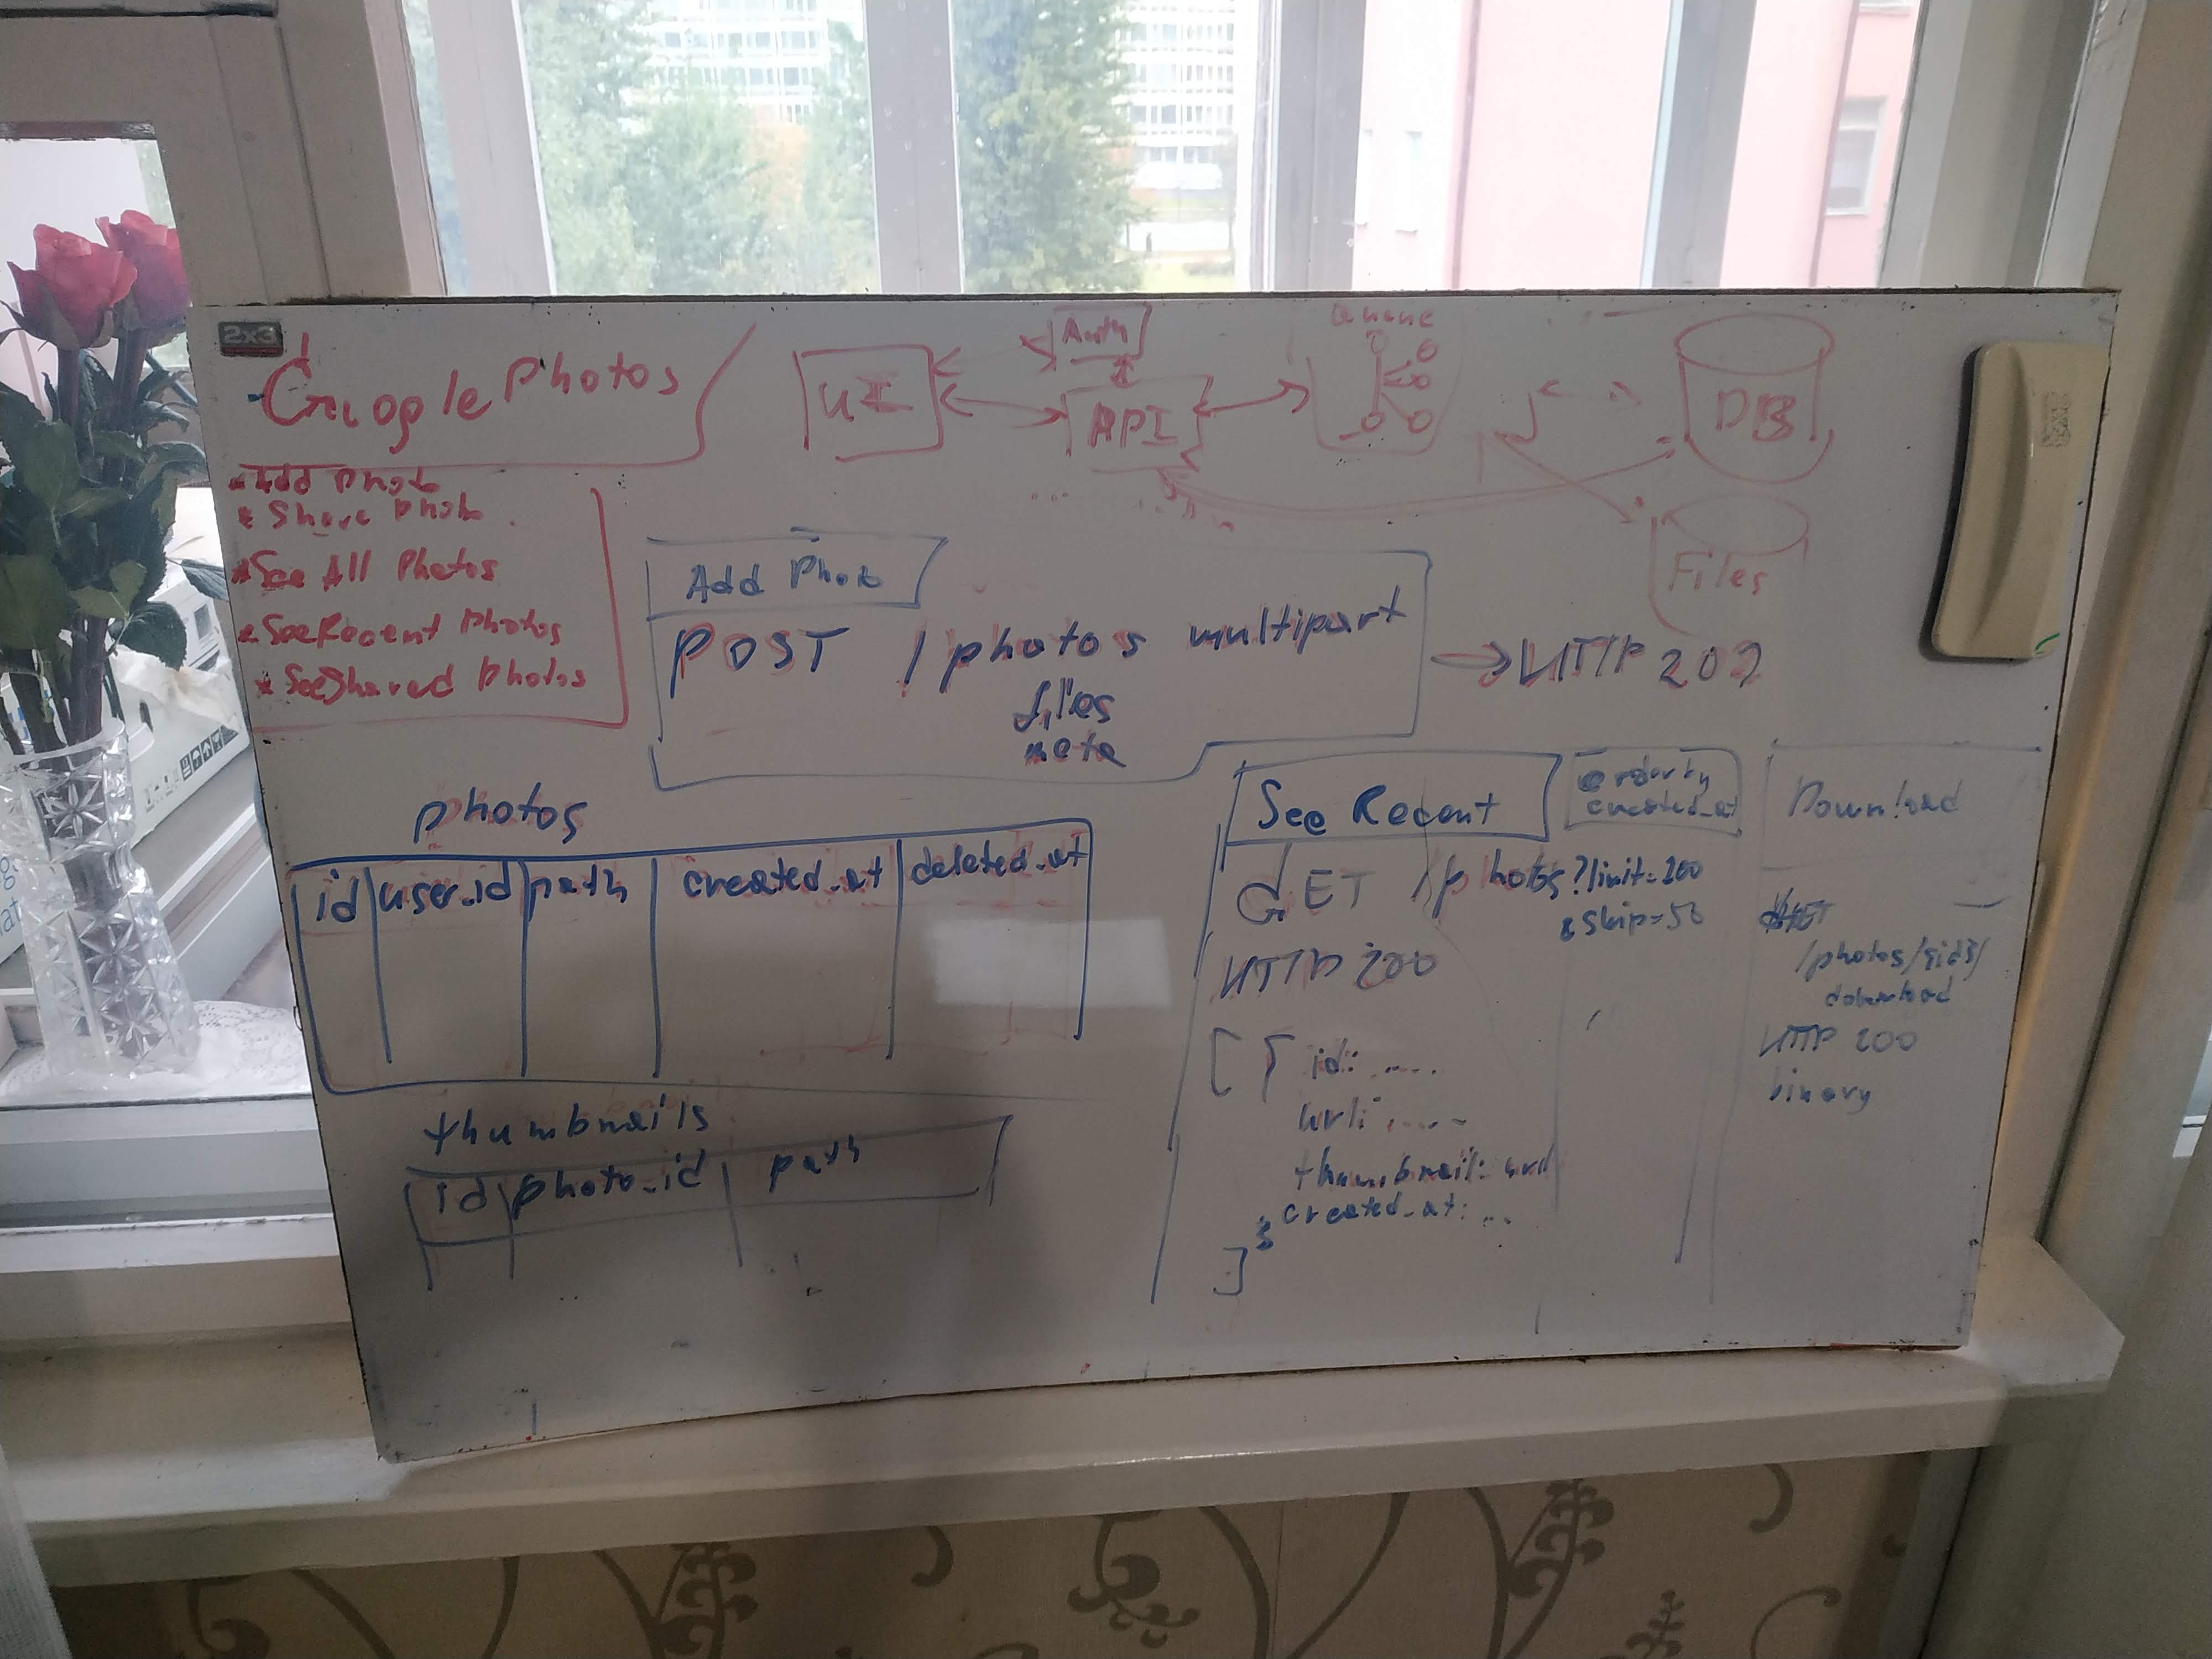 2x3
Google Photos
* Add Photo
* Share photo
* See All Photos
* See Recent Photos
* See Shared Photos
UI
Auth
API
Queue
DB
Files
Add Photo
POST /photos multipart
files
meta
HTTP 202
photos
id user_id path created_at deleted_at
thumbnails
id photo_id path
See Recent
order by
created_at
GET /photos?limit=100
&skip=50
HTTP 200
[ { id: ....
url: ....
thumbnail: url
created_at: ...
}
]
Download
GET
/photos/{id}/
download
HTTP 200
binary